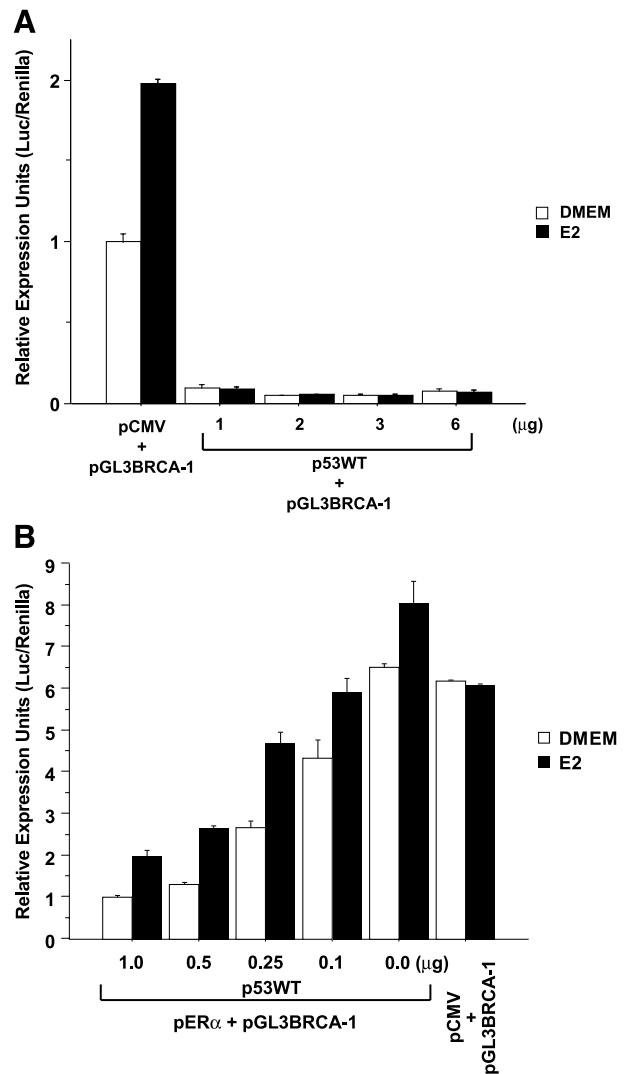 A
Relative Expression Units (Luc/Renilla)
2
1
0
DMEM
E2
pCMV
+
pGL3BRCA-1
1 2 3 6 (μg)
p53WT
+
pGL3BRCA-1
B
Relative Expression Units (Luc/Renilla)
9
8
7
6
5
4
3
2
1
0
DMEM
E2
1.0 0.5 0.25 0.1 0.0 (μg)
p53WT
pERα + pGL3BRCA-1
pCMV
+
pGL3BRCA-1